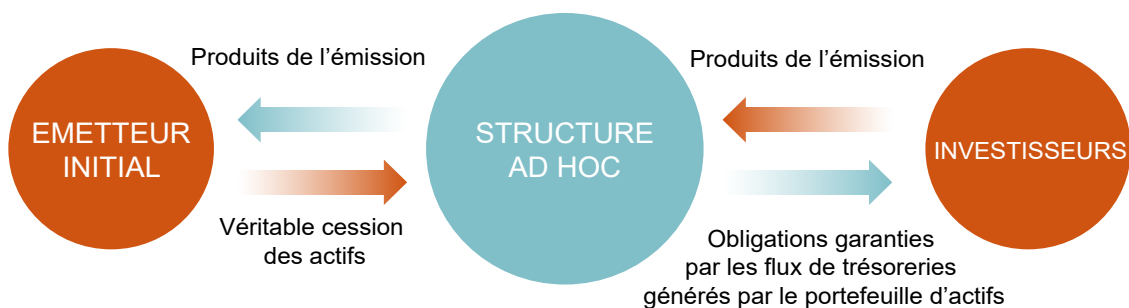 Produits de l’émission
Produits de l’émission
EMETTEUR
INITIAL
STRUCTURE
AD HOC
INVESTISSEURS
Véritable cession
des actifs
Obligations garanties
par les flux de trésoreries
générés par le portefeuille d’actifs